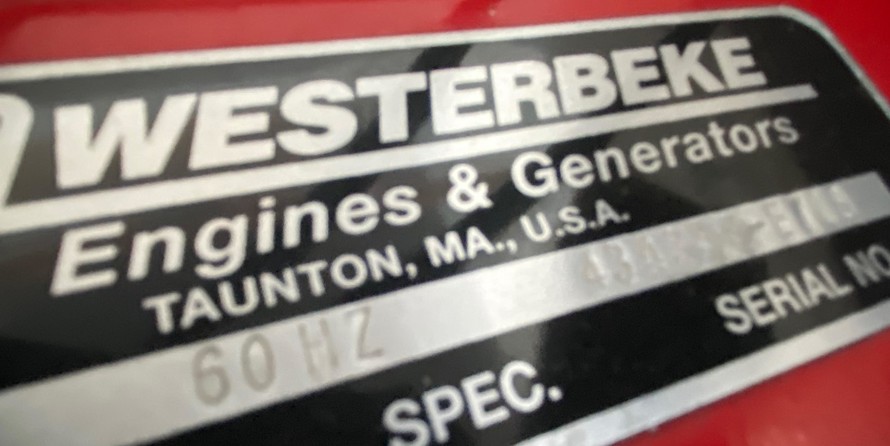 WESTERBEKE
Engines & Generators
TAUNTON, MA., U.S.A.
60 HZ
SPEC. SERIAL NO